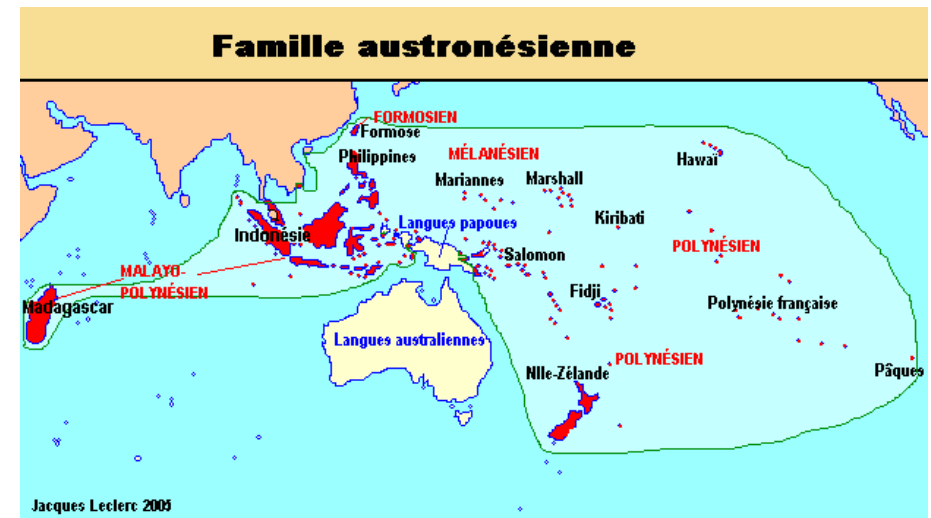 Famille austronésienne
FORMOSIEN
Formose
Philippines
MÉLANÉSIEN
Hawaï
Mariannes
Marshall
Kiribati
Langues papoues
Indonésie
Salomon
POLYNÉSIEN
MALAYO-
POLYNÉSIEN
Madagascar
Fidji
Polynésie française
Langues australiennes
POLYNÉSIEN
Nlle-Zélande
Pâques
Jacques Leclerc 2005